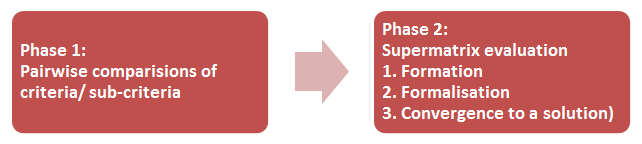 Phase 1:
Pairwise comparisions of
criteria/ sub-criteria
Phase 2:
Supermatrix evaluation
1. Formation
2. Formalisation
3. Convergence to a solution)